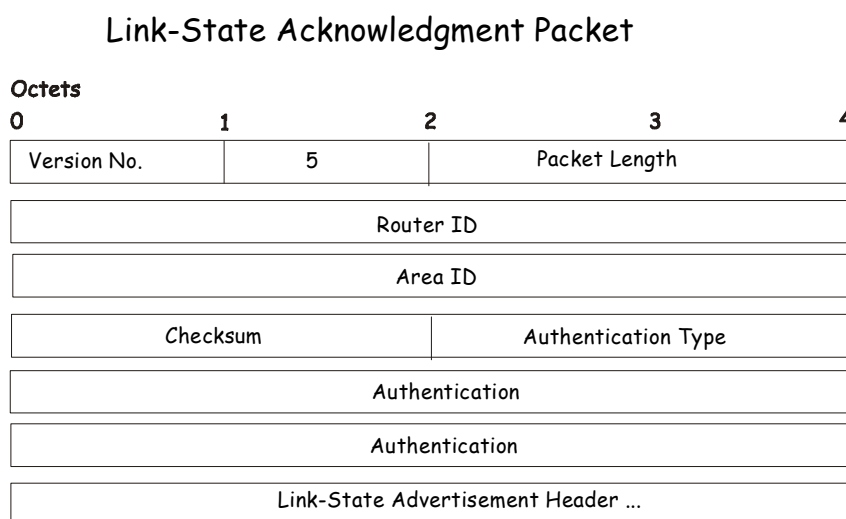 Link-State Acknowledgment Packet
Octets
0 1 2 3 4
Version No. 5 Packet Length
Router ID
Area ID
Checksum Authentication Type
Authentication
Authentication
Link-State Advertisement Header ...